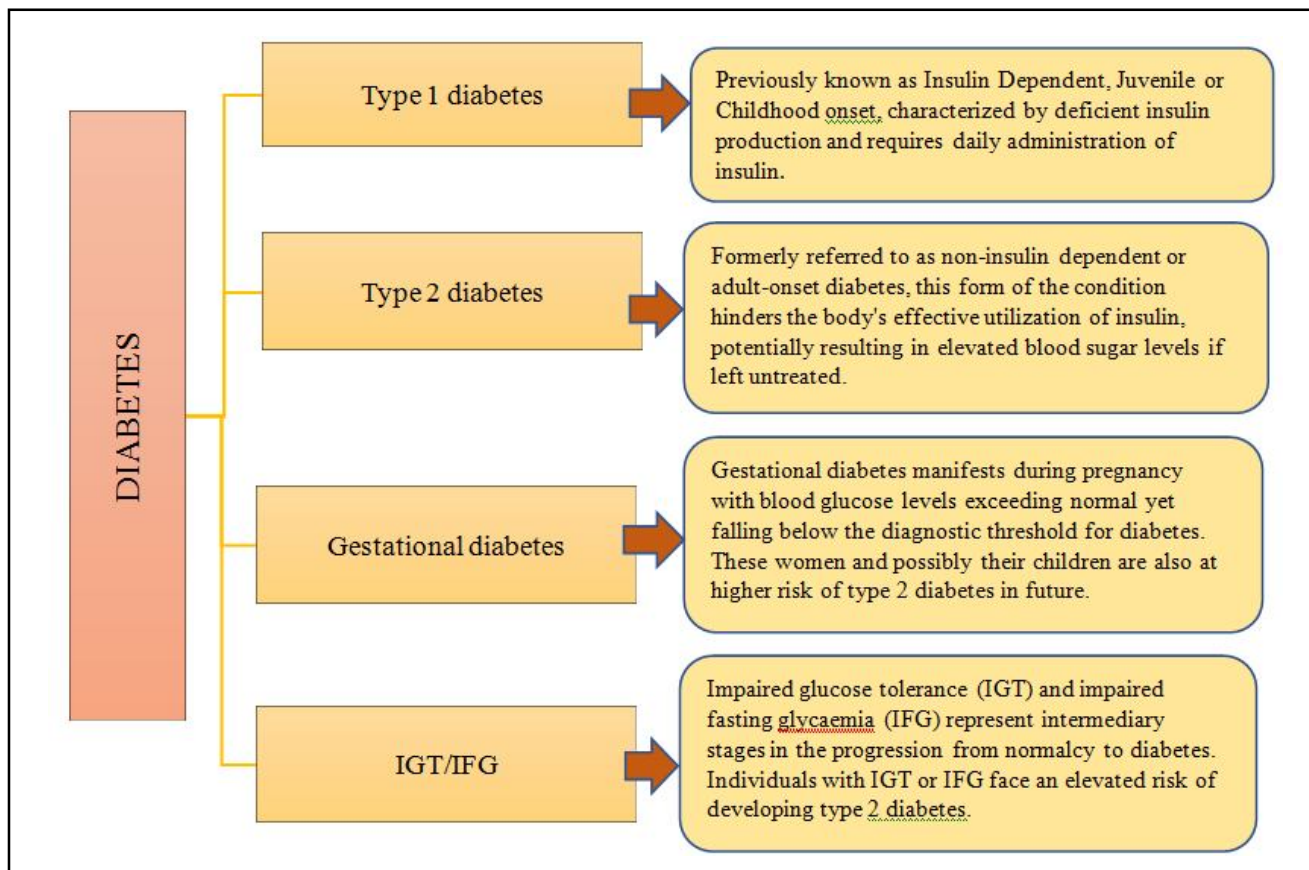 DIABETES
Type 1 diabetes
Previously known as Insulin Dependent, Juvenile or
Childhood onset, characterized by deficient insulin
production and requires daily administration of
insulin.
Type 2 diabetes
Formerly referred to as non-insulin dependent or
adult-onset diabetes, this form of the condition
hinders the body's effective utilization of insulin,
potentially resulting in elevated blood sugar levels if
left untreated.
Gestational diabetes
Gestational diabetes manifests during pregnancy
with blood glucose levels exceeding normal yet
falling below the diagnostic threshold for diabetes.
These women and possibly their children are also at
higher risk of type 2 diabetes in future.
IGT/IFG
Impaired glucose tolerance (IGT) and impaired
fasting glycaemia (IFG) represent intermediary
stages in the progression from normalcy to diabetes.
Individuals with IGT or IFG face an elevated risk of
developing type 2 diabetes.